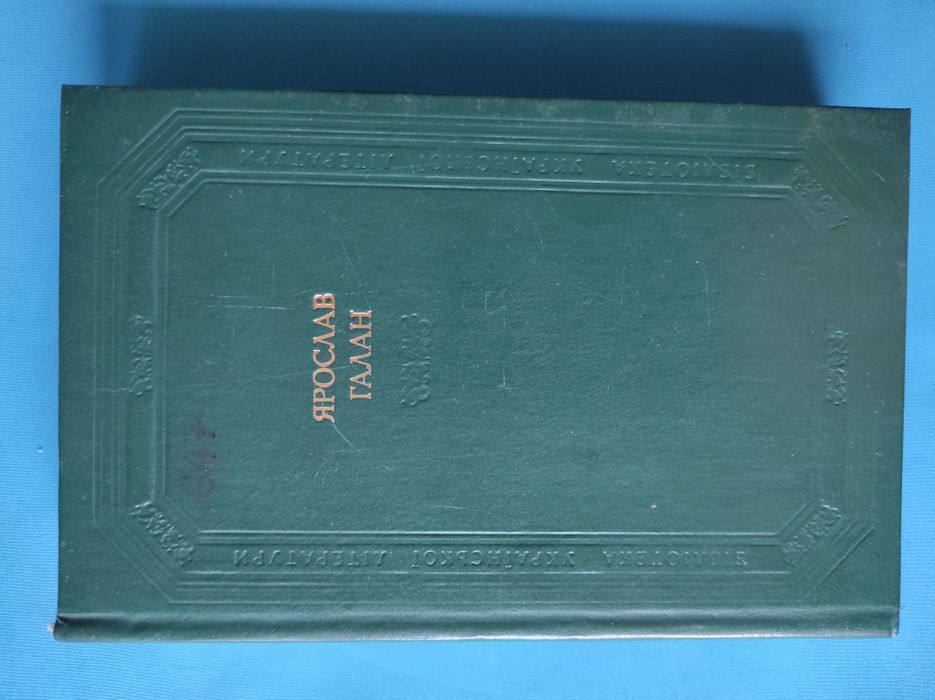 ЯРОСЛАВ
ГАЛАН
БІБЛІОТЕКА УКРАЇНСЬКОЇ ЛІТЕРАТУРИ
БІБЛІОТЕКА УКРАЇНСЬКОЇ ЛІТЕРАТУРИ